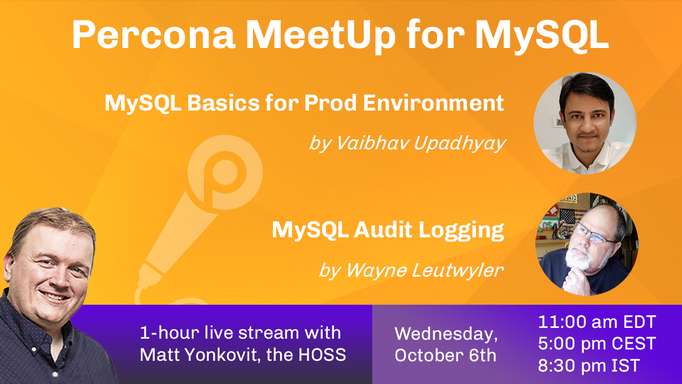 Percona MeetUp for MySQL
MySQL Basics for Prod Environment
by Vaibhav Upadhyay
MySQL Audit Logging
by Wayne Leutwyler
1-hour live stream with
Matt Yonkovit, the HOSS
Wednesday,
October 6th
11:00 am EDT
5:00 pm CEST
8:30 pm IST